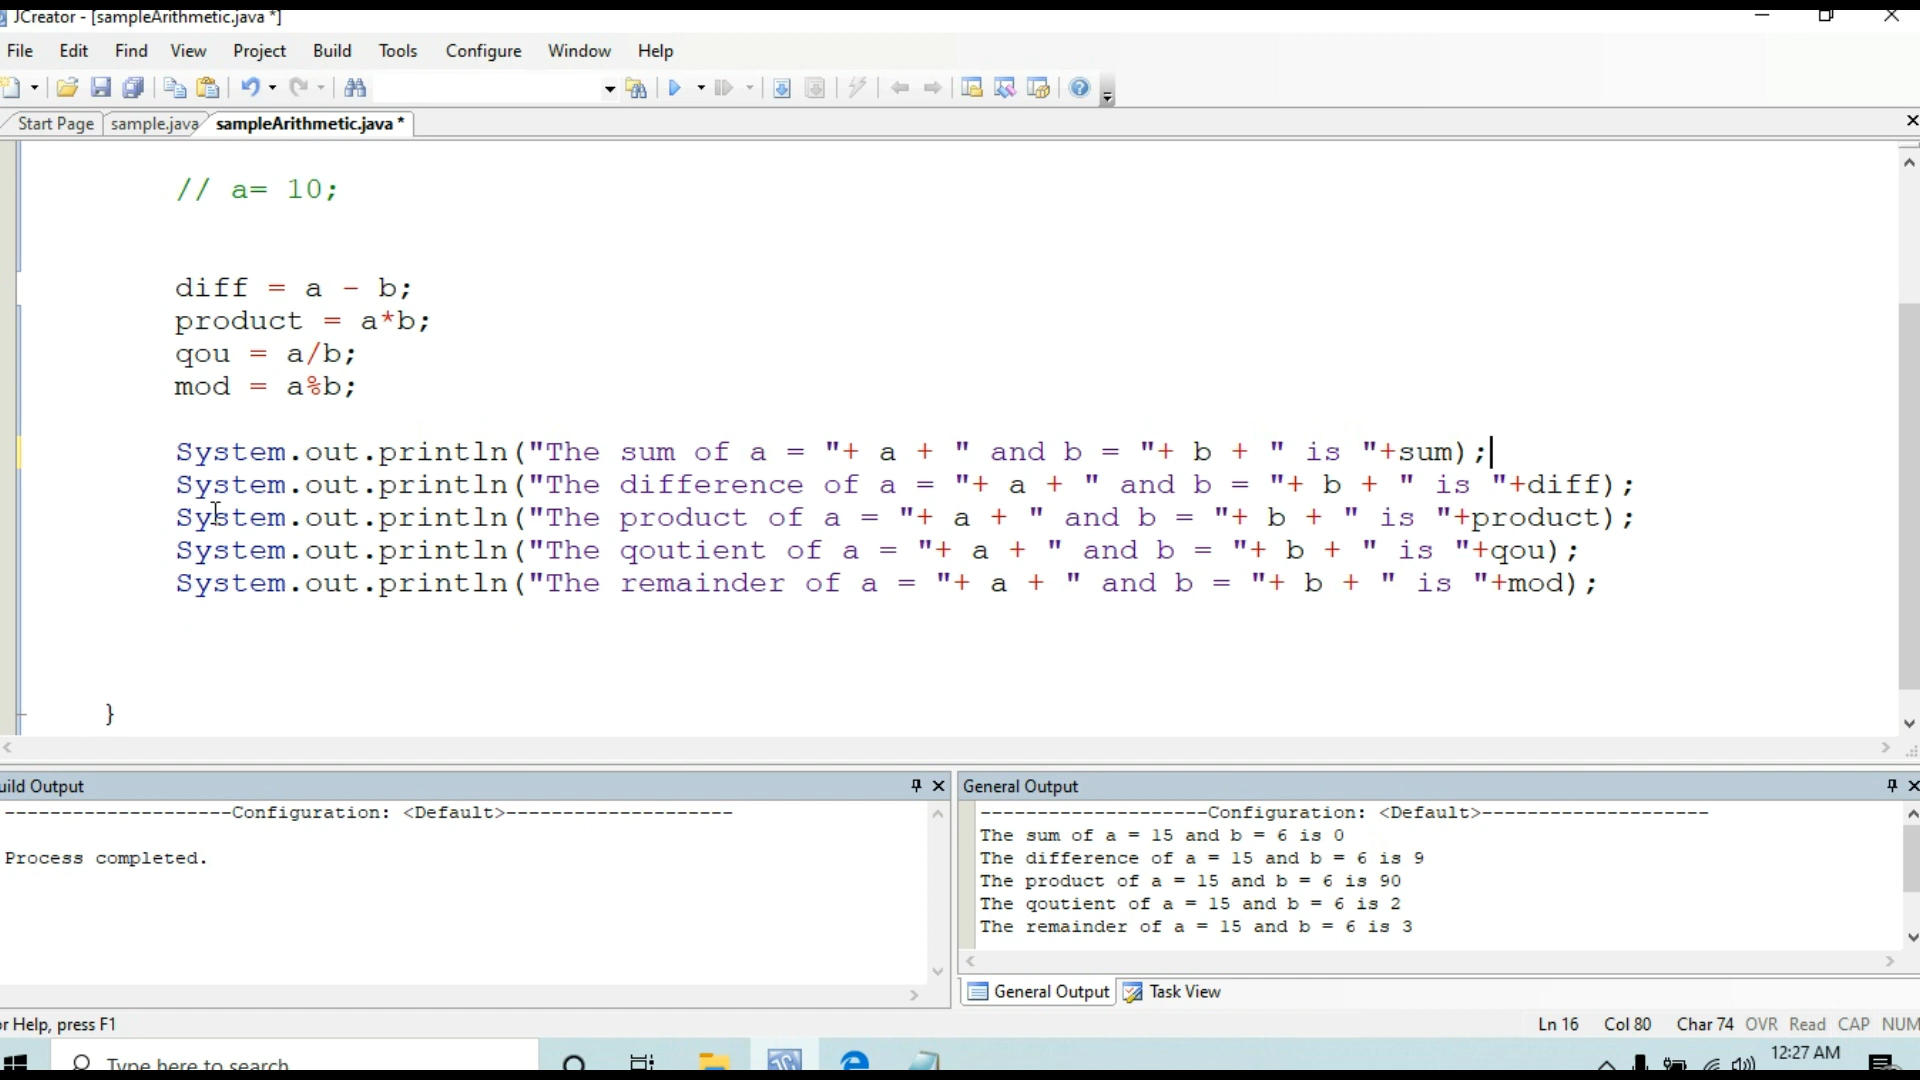 JCreator - [sampleArithmetic.java *]
File Edit Find View Project Build Tools Configure Window Help
Start Page sample.java sampleArithmetic.java *
// a= 10;
diff = a - b;
product = a*b;
qou = a/b;
mod = a%b;
System.out.println("The sum of a = "+ a + " and b = "+ b + " is "+sum);
System.out.println("The difference of a = "+ a + " and b = "+ b + " is "+diff);
System.out.println("The product of a = "+ a + " and b = "+ b + " is "+product);
System.out.println("The qoutient of a = "+ a + " and b = "+ b + " is "+qou);
System.out.println("The remainder of a = "+ a + " and b = "+ b + " is "+mod);
}
uild Output
--------------------Configuration: <Default>--------------------
Process completed.
General Output
--------------------Configuration: <Default>--------------------
The sum of a = 15 and b = 6 is 0
The difference of a = 15 and b = 6 is 9
The product of a = 15 and b = 6 is 90
The qoutient of a = 15 and b = 6 is 2
The remainder of a = 15 and b = 6 is 3
General Output Task View
or Help, press F1
Ln 16 Col 80 Char 74 OVR Read CAP NUM
Type here to search
12:27 AM